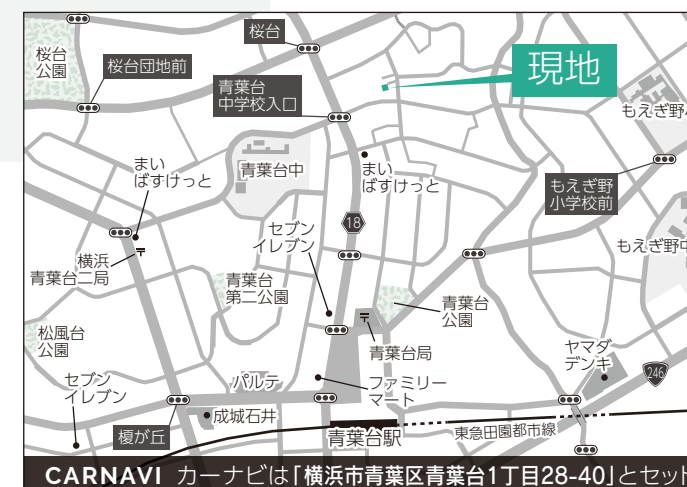 桜台
桜台
公園
桜台団地前
青葉台
中学校入口
現地
もえぎ野
まい
ばすけっと
青葉台中
まい
ばすけっと
もえぎ野
小学校前
セブン
イレブン
18
もえぎ野中
横浜
青葉台二局
青葉台
第二公園
青葉台
公園
松風台
公園
青葉台局
ヤマダ
デンキ
246
セブン
イレブン
パルテ
ファミリー
マート
成城石井
榎が丘
青葉台駅
東急田園都市線
CARNAVI カーナビは「横浜市青葉区青葉台1丁目28-40」とセット